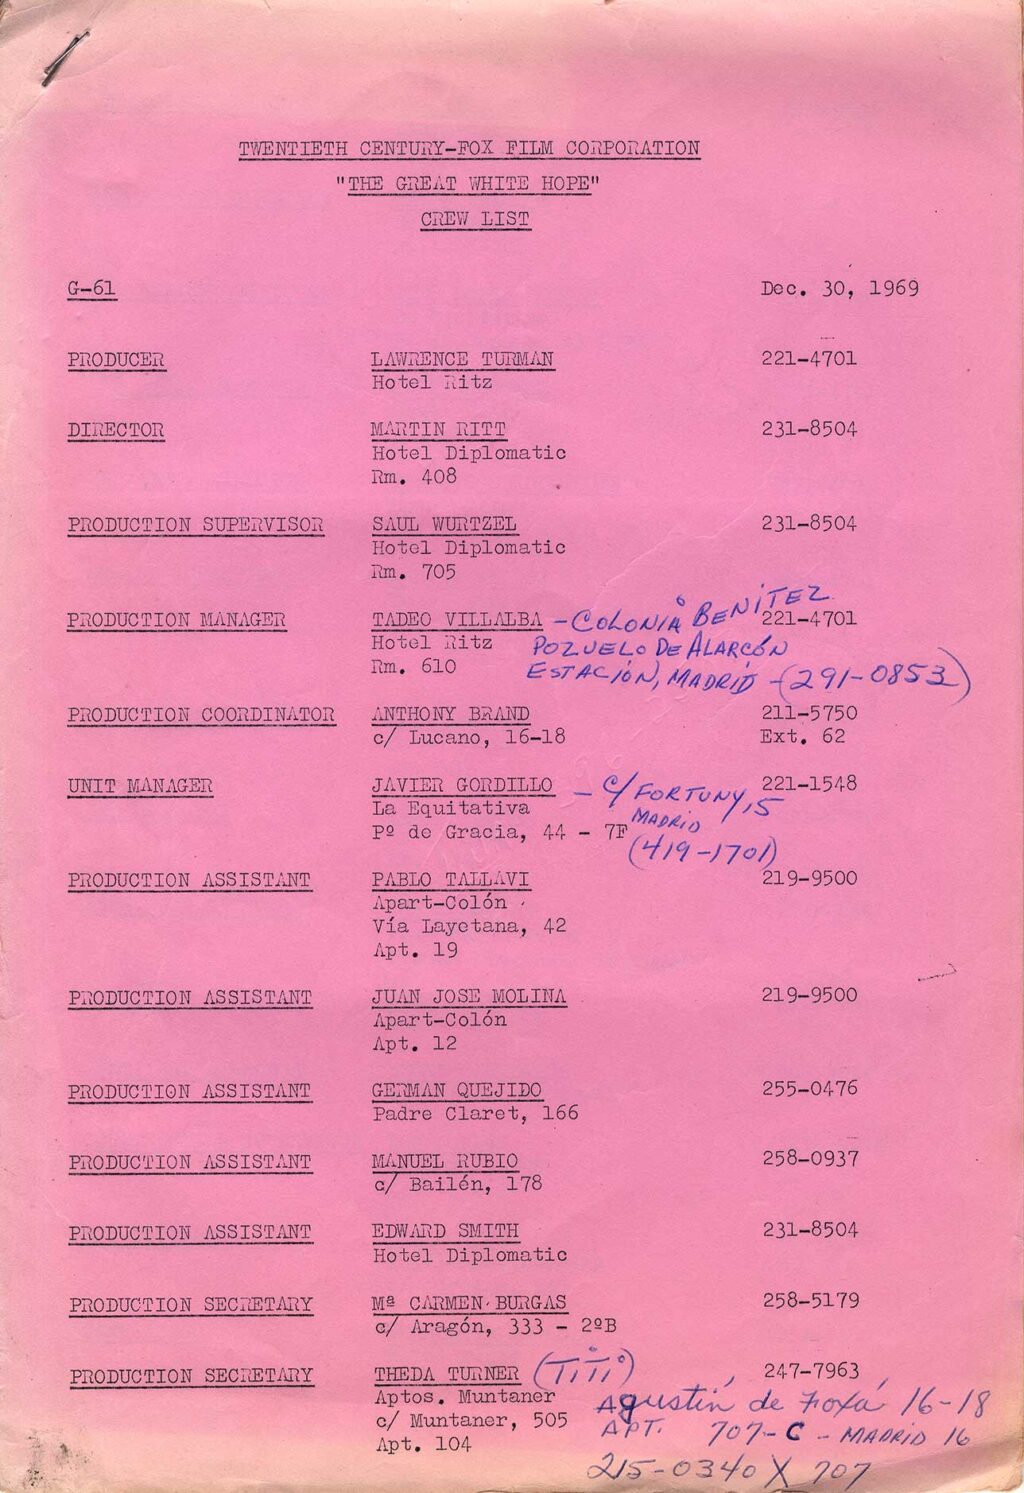 TWENTIETH CENTURY-FOX FILM CORPORATION
"THE GREAT WHITE HOPE"
CREW LIST
G-61 Dec. 30, 1969
PRODUCER LAWRENCE TURMAN 221-4701
Hotel Ritz
DIRECTOR MARTIN RITT 231-8504
Hotel Diplomatic
Rm. 408
PRODUCTION SUPERVISOR SAUL WURTZEL 231-8504
Hotel Diplomatic
Rm. 705
PRODUCTION MANAGER TADEO VILLALBA - COLONIA BENÍTEZ 221-4701
Hotel Ritz POZUELO DE ALARCÓN
Rm. 610 ESTACIÓN, MADRID - (291-0853)
PRODUCTION COORDINATOR ANTHONY BRAND 211-5750
c/ Lucano, 16-18 Ext. 62
UNIT MANAGER JAVIER GORDILLO - C/ FORTUNY, 5 221-1548
La Equitativa MADRID
Pº de Gracia, 44 - 7F (419-1701)
PRODUCTION ASSISTANT PABLO TALLAVI 219-9500
Apart-Colón
Vía Layetana, 42
Apt. 19
PRODUCTION ASSISTANT JUAN JOSE MOLINA 219-9500
Apart-Colón
Apt. 12
PRODUCTION ASSISTANT GERMAN QUEJIDO 255-0476
Padre Claret, 166
PRODUCTION ASSISTANT MANUEL RUBIO 258-0937
c/ Bailén, 178
PRODUCTION ASSISTANT EDWARD SMITH 231-8504
Hotel Diplomatic
PRODUCTION SECRETARY Mª CARMEN BURGAS 258-5179
c/ Aragón, 333 - 2ºB
PRODUCTION SECRETARY THEDA TURNER (TITI) 247-7963
Aptos. Muntaner Agustín de Foxá 16-18
c/ Muntaner, 505 APT. 707-C - MADRID 16
Apt. 104 215-0340 X 707